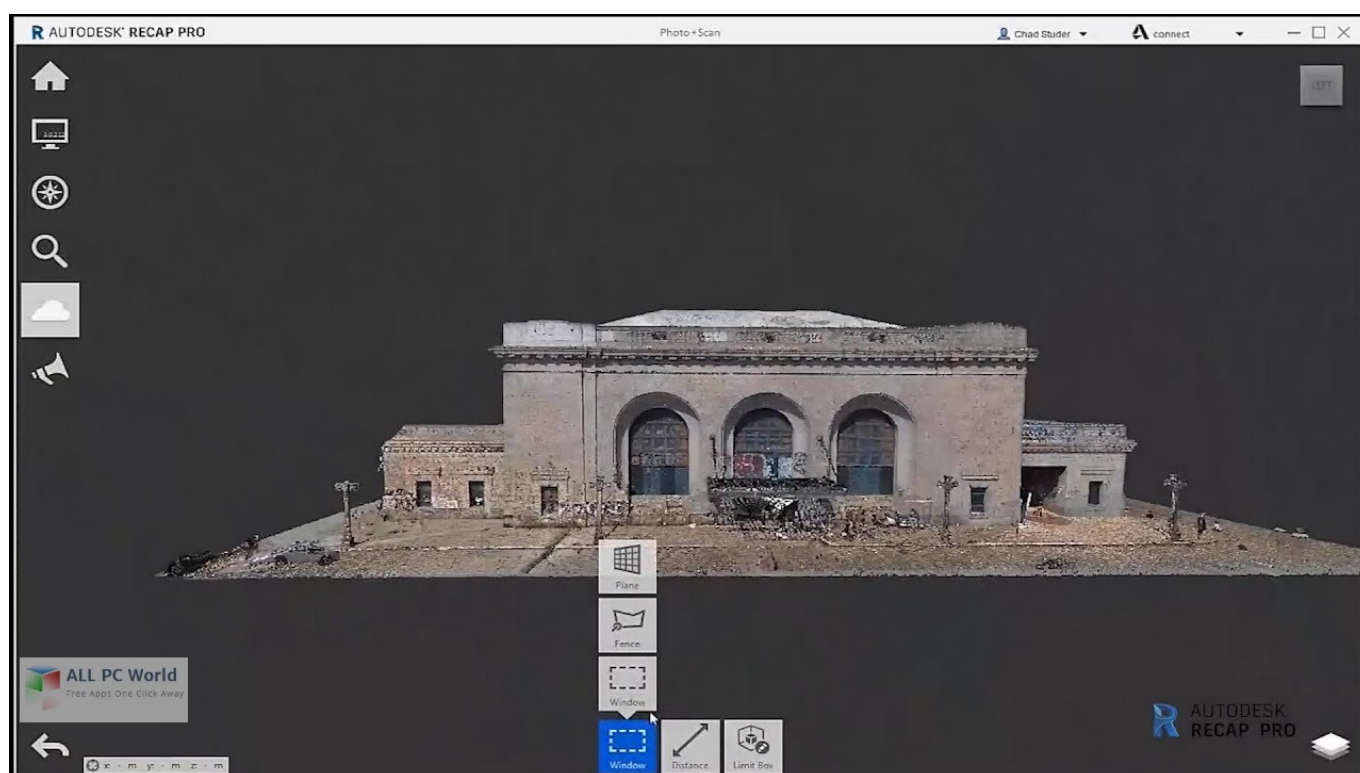 AUTODESK® RECAP PRO
Photo+Scan
Chad Studer
connect
LEFT
Plane
Fence
Window
Window
Distance
Limit Box
ALL PC World
Free Apps One Click Away
x: - m y: - m z: - m
AUTODESK
RECAP PRO